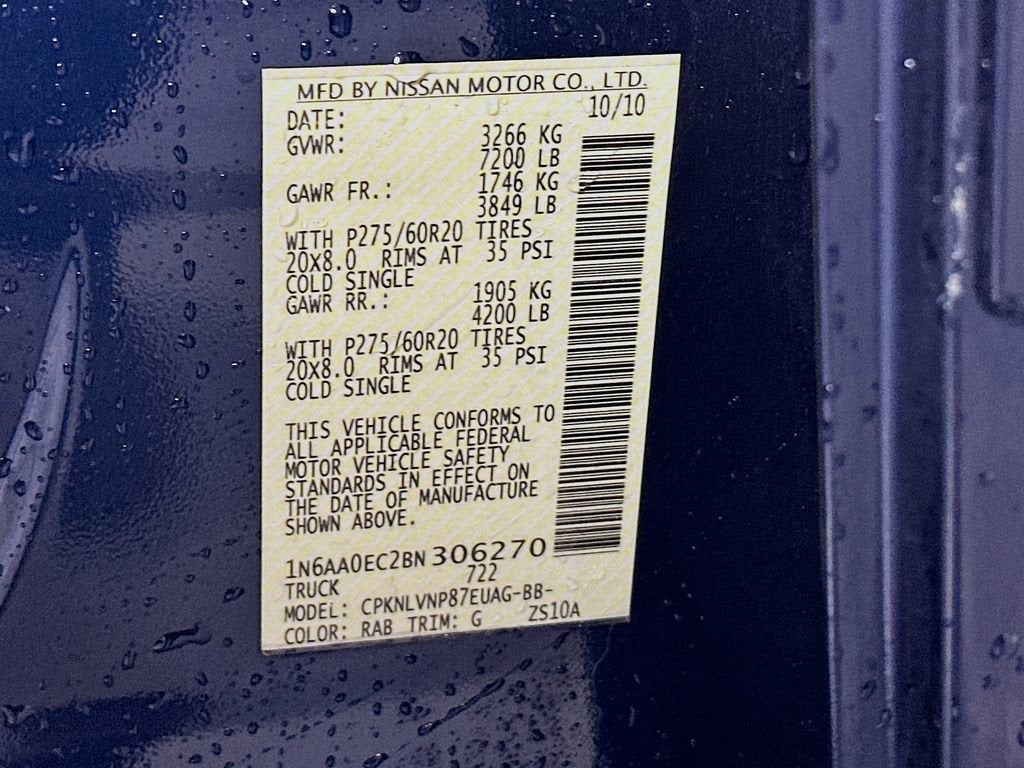 MFD BY NISSAN MOTOR CO., LTD.
DATE: 10/10
GVWR: 3266 KG
7200 LB
GAWR FR.: 1746 KG
3849 LB
WITH P275/60R20 TIRES
20X8.0 RIMS AT 35 PSI
COLD SINGLE
GAWR RR.: 1905 KG
4200 LB
WITH P275/60R20 TIRES
20X8.0 RIMS AT 35 PSI
COLD SINGLE
THIS VEHICLE CONFORMS TO
ALL APPLICABLE FEDERAL
MOTOR VEHICLE SAFETY
STANDARDS IN EFFECT ON
THE DATE OF MANUFACTURE
SHOWN ABOVE.
1N6AA0EC2BN 306270
TRUCK 722
MODEL: CPKNLVNP87EUAG-BB-
COLOR: RAB TRIM: G ZS10A